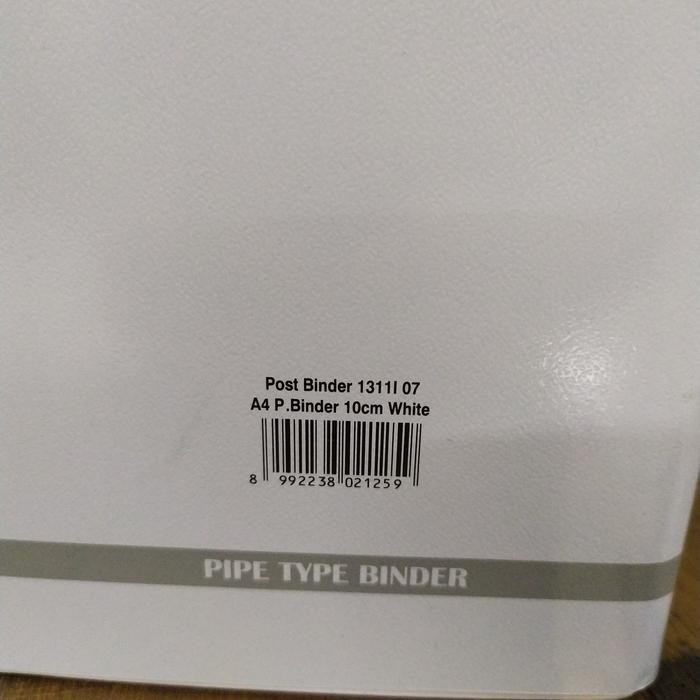 Post Binder 1311I 07
A4 P.Binder 10cm White
8 992238 021259
PIPE TYPE BINDER